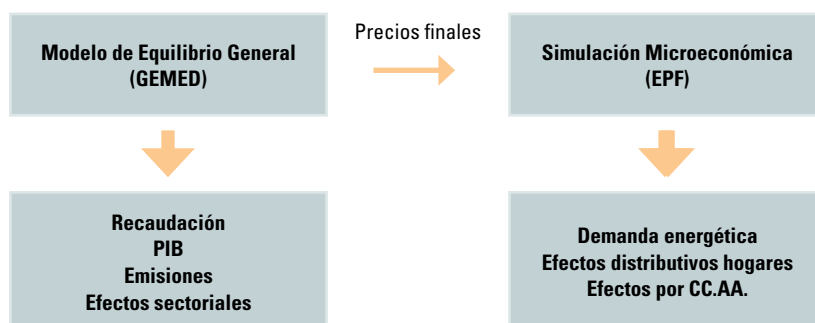 Modelo de Equilibrio General
(GEMED)
Precios finales
Simulación Microeconómica
(EPF)
Recaudación
PIB
Emisiones
Efectos sectoriales
Demanda energética
Efectos distributivos hogares
Efectos por CC.AA.